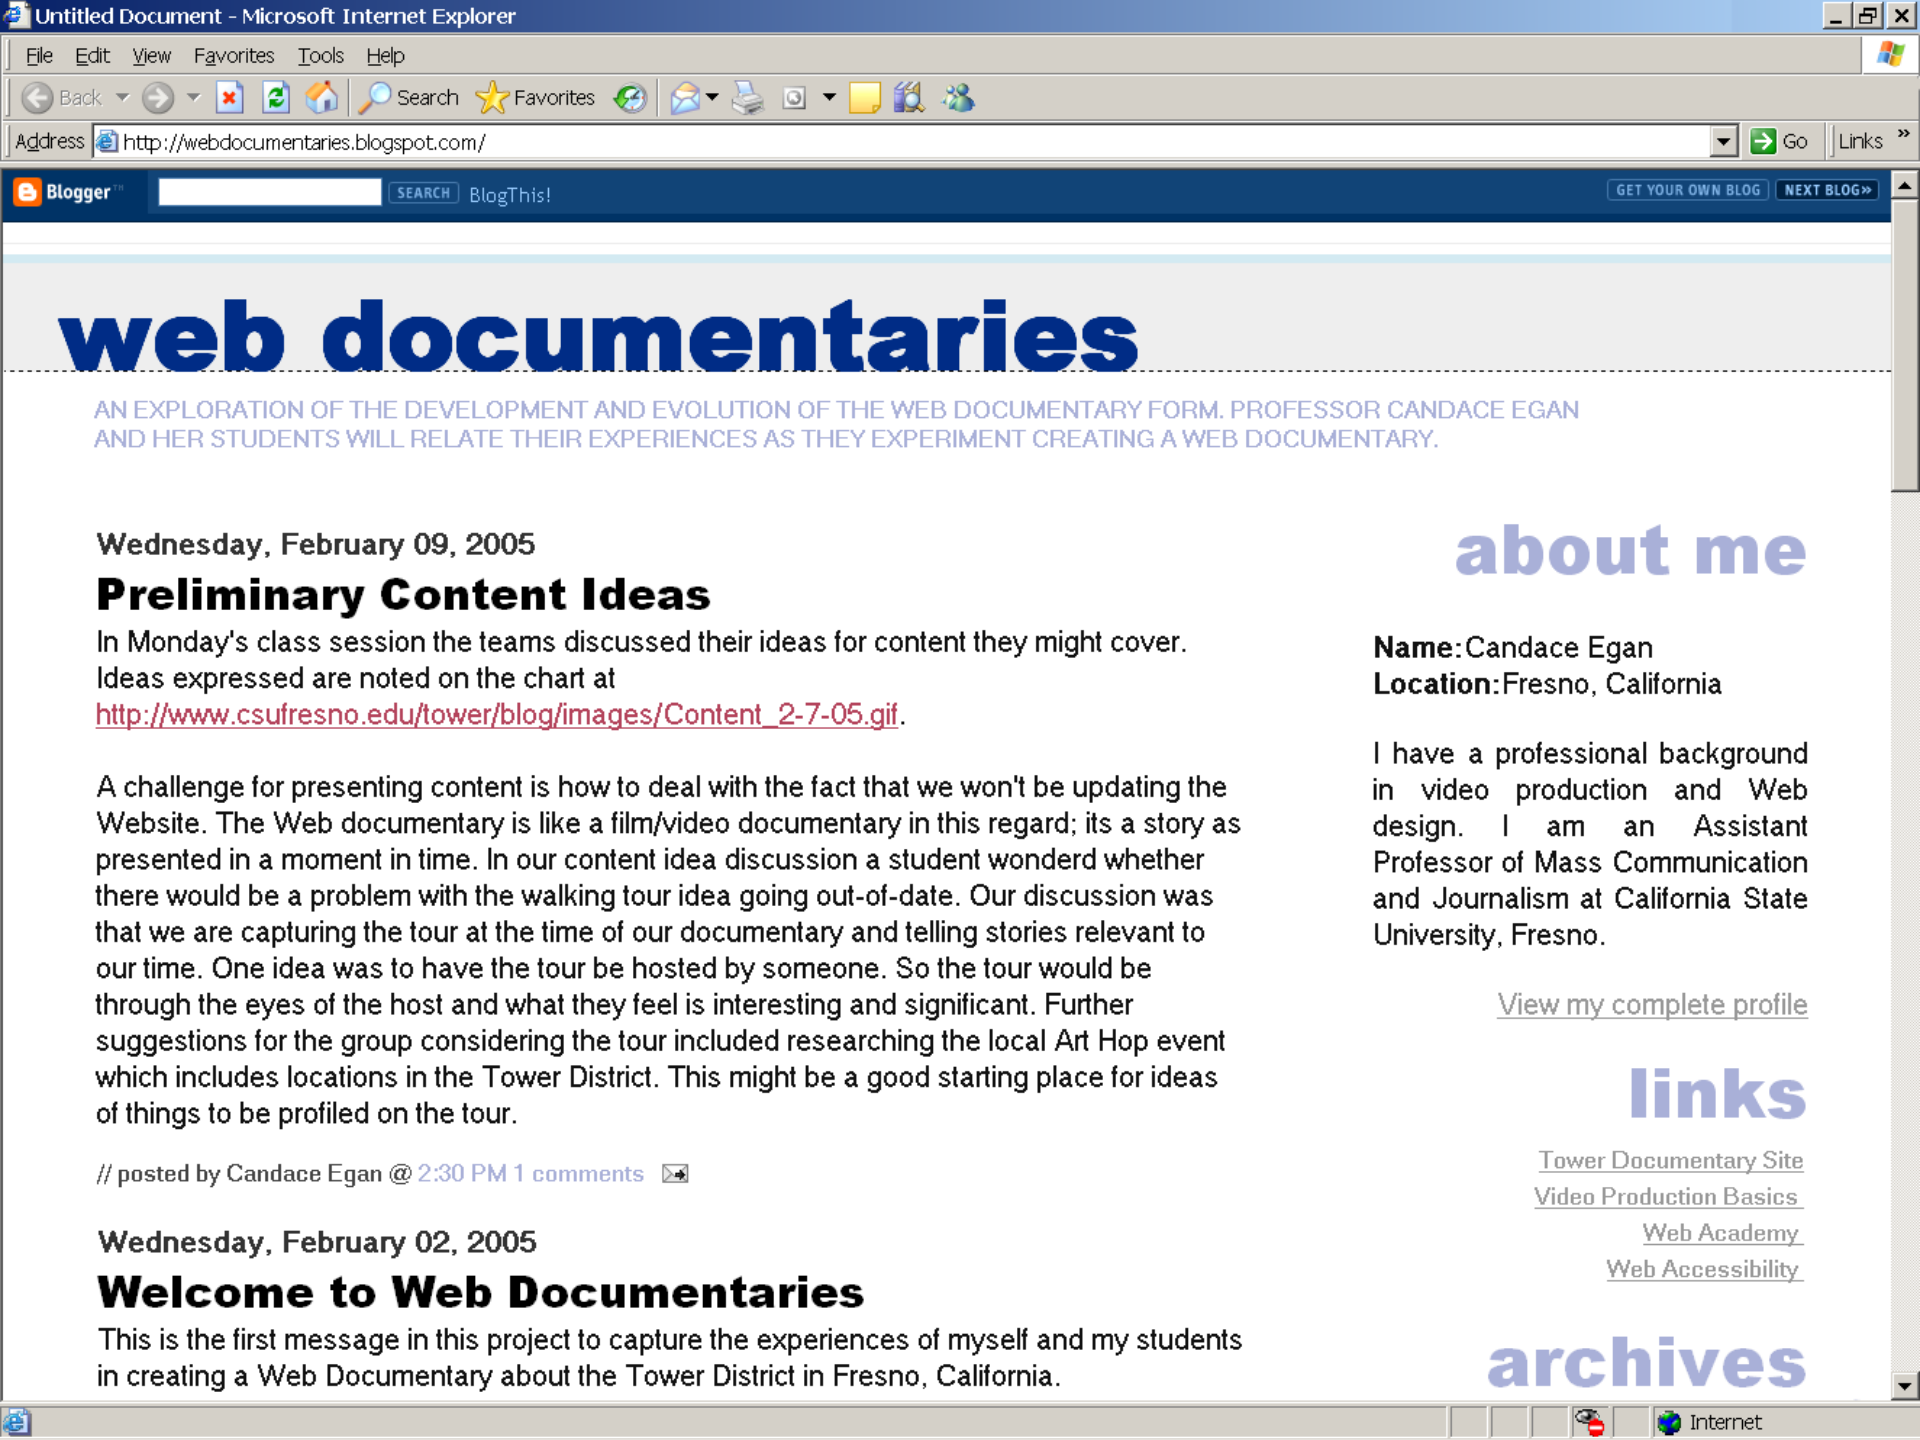 Untitled Document - Microsoft Internet Explorer
File Edit View Favorites Tools Help
Back Search Favorites
Address http://webdocumentaries.blogspot.com/ Go Links »
Blogger™ SEARCH BlogThis! GET YOUR OWN BLOG NEXT BLOG»
web documentaries
AN EXPLORATION OF THE DEVELOPMENT AND EVOLUTION OF THE WEB DOCUMENTARY FORM. PROFESSOR CANDACE EGAN
AND HER STUDENTS WILL RELATE THEIR EXPERIENCES AS THEY EXPERIMENT CREATING A WEB DOCUMENTARY.
Wednesday, February 09, 2005
Preliminary Content Ideas
In Monday's class session the teams discussed their ideas for content they might cover.
Ideas expressed are noted on the chart at
http://www.csufresno.edu/tower/blog/images/Content_2-7-05.gif.
A challenge for presenting content is how to deal with the fact that we won't be updating the
Website. The Web documentary is like a film/video documentary in this regard; its a story as
presented in a moment in time. In our content idea discussion a student wonderd whether
there would be a problem with the walking tour idea going out-of-date. Our discussion was
that we are capturing the tour at the time of our documentary and telling stories relevant to
our time. One idea was to have the tour be hosted by someone. So the tour would be
through the eyes of the host and what they feel is interesting and significant. Further
suggestions for the group considering the tour included researching the local Art Hop event
which includes locations in the Tower District. This might be a good starting place for ideas
of things to be profiled on the tour.
// posted by Candace Egan @ 2:30 PM 1 comments
Wednesday, February 02, 2005
Welcome to Web Documentaries
This is the first message in this project to capture the experiences of myself and my students
in creating a Web Documentary about the Tower District in Fresno, California.
about me
Name:Candace Egan
Location:Fresno, California
I have a professional background
in video production and Web
design. I am an Assistant
Professor of Mass Communication
and Journalism at California State
University, Fresno.
View my complete profile
links
Tower Documentary Site
Video Production Basics
Web Academy
Web Accessibility
archives
Internet